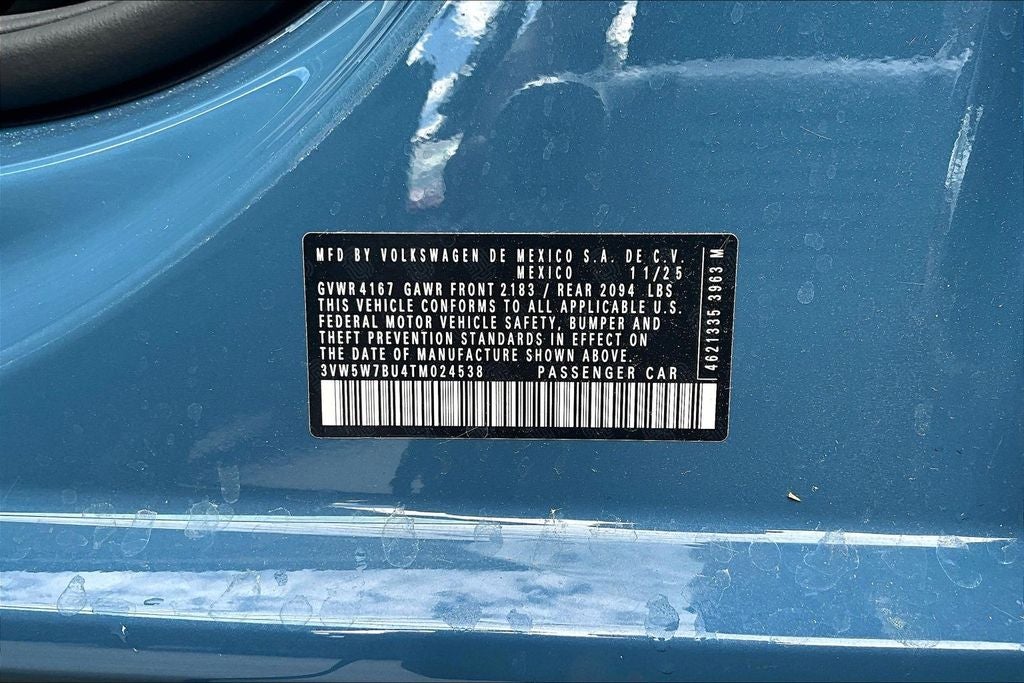 MFD BY VOLKSWAGEN DE MEXICO S.A. DE C.V.
MEXICO 11/25
GVWR 4167 GAWR FRONT 2183 / REAR 2094 LBS
THIS VEHICLE CONFORMS TO ALL APPLICABLE U.S.
FEDERAL MOTOR VEHICLE SAFETY, BUMPER AND
THEFT PREVENTION STANDARDS IN EFFECT ON
THE DATE OF MANUFACTURE SHOWN ABOVE.
3VW5W7BU4TM024538 PASSENGER CAR
4621335 3963 M